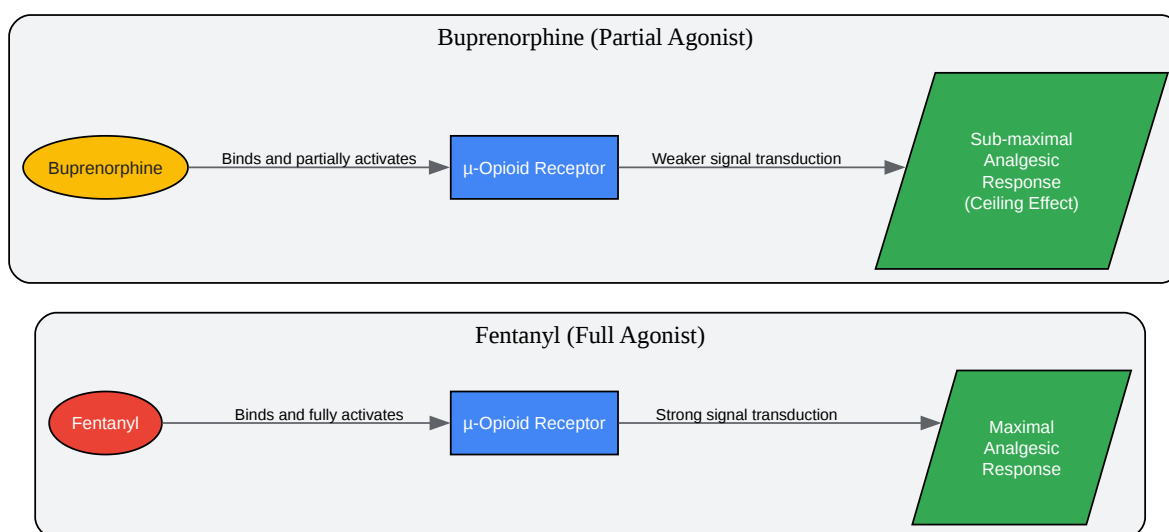 Buprenorphine (Partial Agonist)
Buprenorphine
Binds and partially activates
µ-Opioid Receptor
Weaker signal transduction
Sub-maximal
Analgesic
Response
(Ceiling Effect)
Fentanyl (Full Agonist)
Fentanyl
Binds and fully activates
µ-Opioid Receptor
Strong signal transduction
Maximal
Analgesic
Response